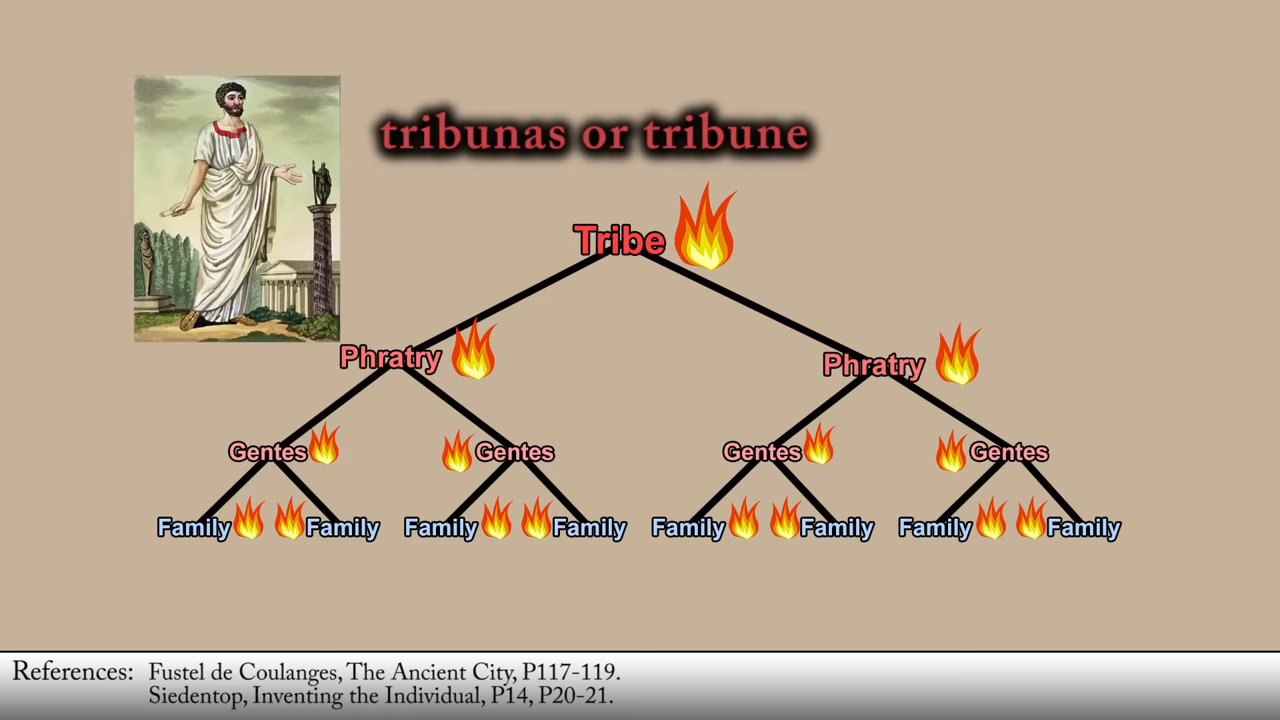 tribunas or tribune
Tribe
Phratry Phratry
Gentes Gentes Gentes Gentes
Family Family Family Family Family Family Family Family
References: Fustel de Coulanges, The Ancient City, P117-119.
Siedentop, Inventing the Individual, P14, P20-21.